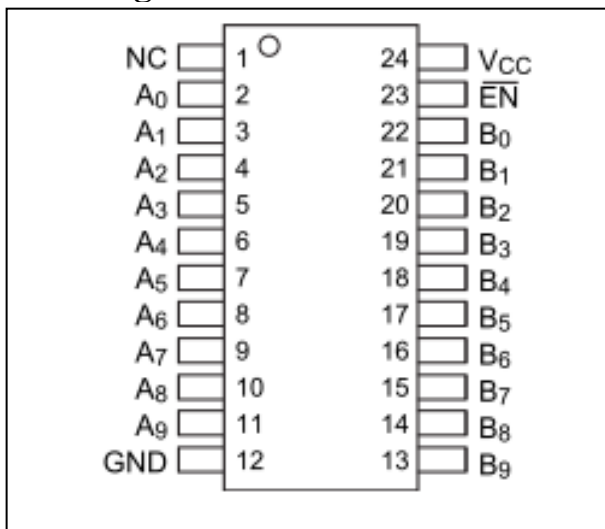 NC 1 24 VCC
A0 2 23 EN
A1 3 22 B0
A2 4 21 B1
A3 5 20 B2
A4 6 19 B3
A5 7 18 B4
A6 8 17 B5
A7 9 16 B6
A8 10 15 B7
A9 11 14 B8
GND 12 13 B9